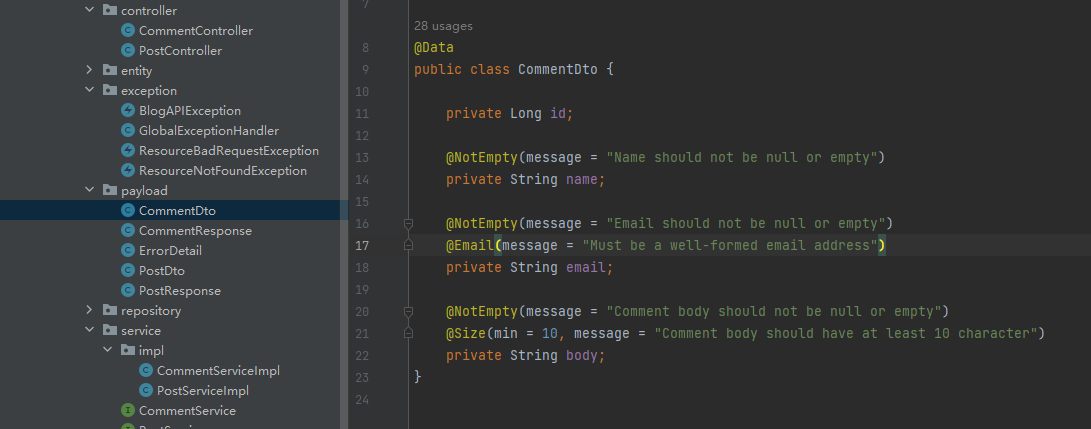 controller
CommentController
PostController
entity
exception
BlogAPIException
GlobalExceptionHandler
ResourceBadRequestException
ResourceNotFoundException
payload
CommentDto
CommentResponse
ErrorDetail
PostDto
PostResponse
repository
service
impl
CommentServiceImpl
PostServiceImpl
CommentService
7
28 usages
8 @Data
9 public class CommentDto {
10
11 private Long id;
12
13 @NotEmpty(message = "Name should not be null or empty")
14 private String name;
15
16 @NotEmpty(message = "Email should not be null or empty")
17 @Email(message = "Must be a well-formed email address")
18 private String email;
19
20 @NotEmpty(message = "Comment body should not be null or empty")
21 @Size(min = 10, message = "Comment body should have at least 10 character")
22 private String body;
23 }
24